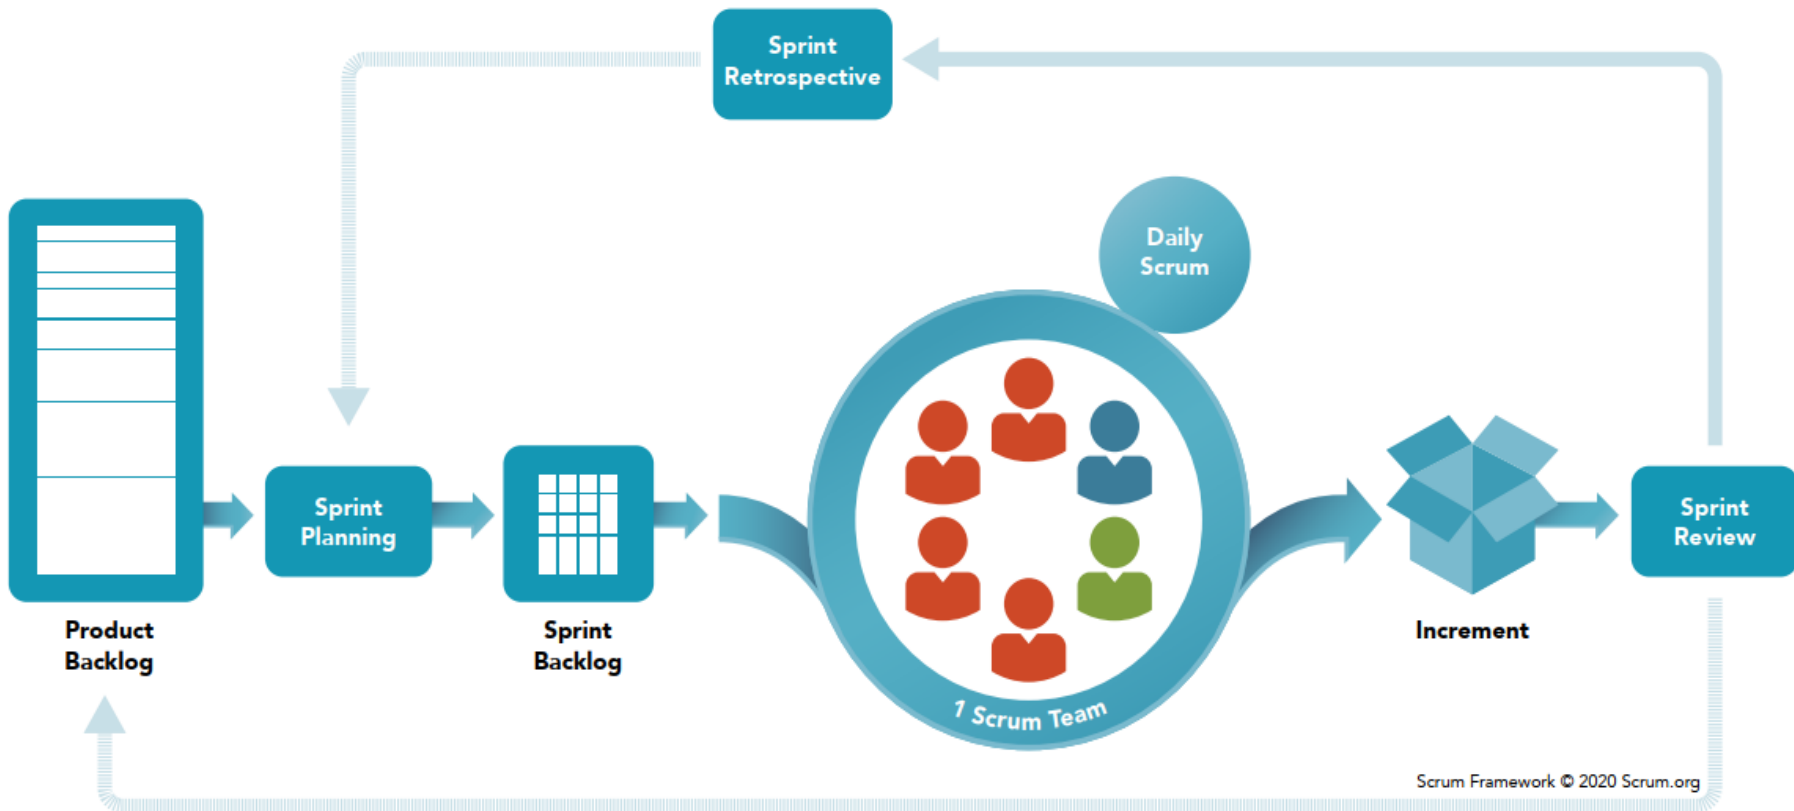 Sprint
Retrospective
Daily
Scrum
Sprint
Planning
Sprint
Review
Product
Backlog
Sprint
Backlog
Increment
1 Scrum Team
Scrum Framework © 2020 Scrum.org